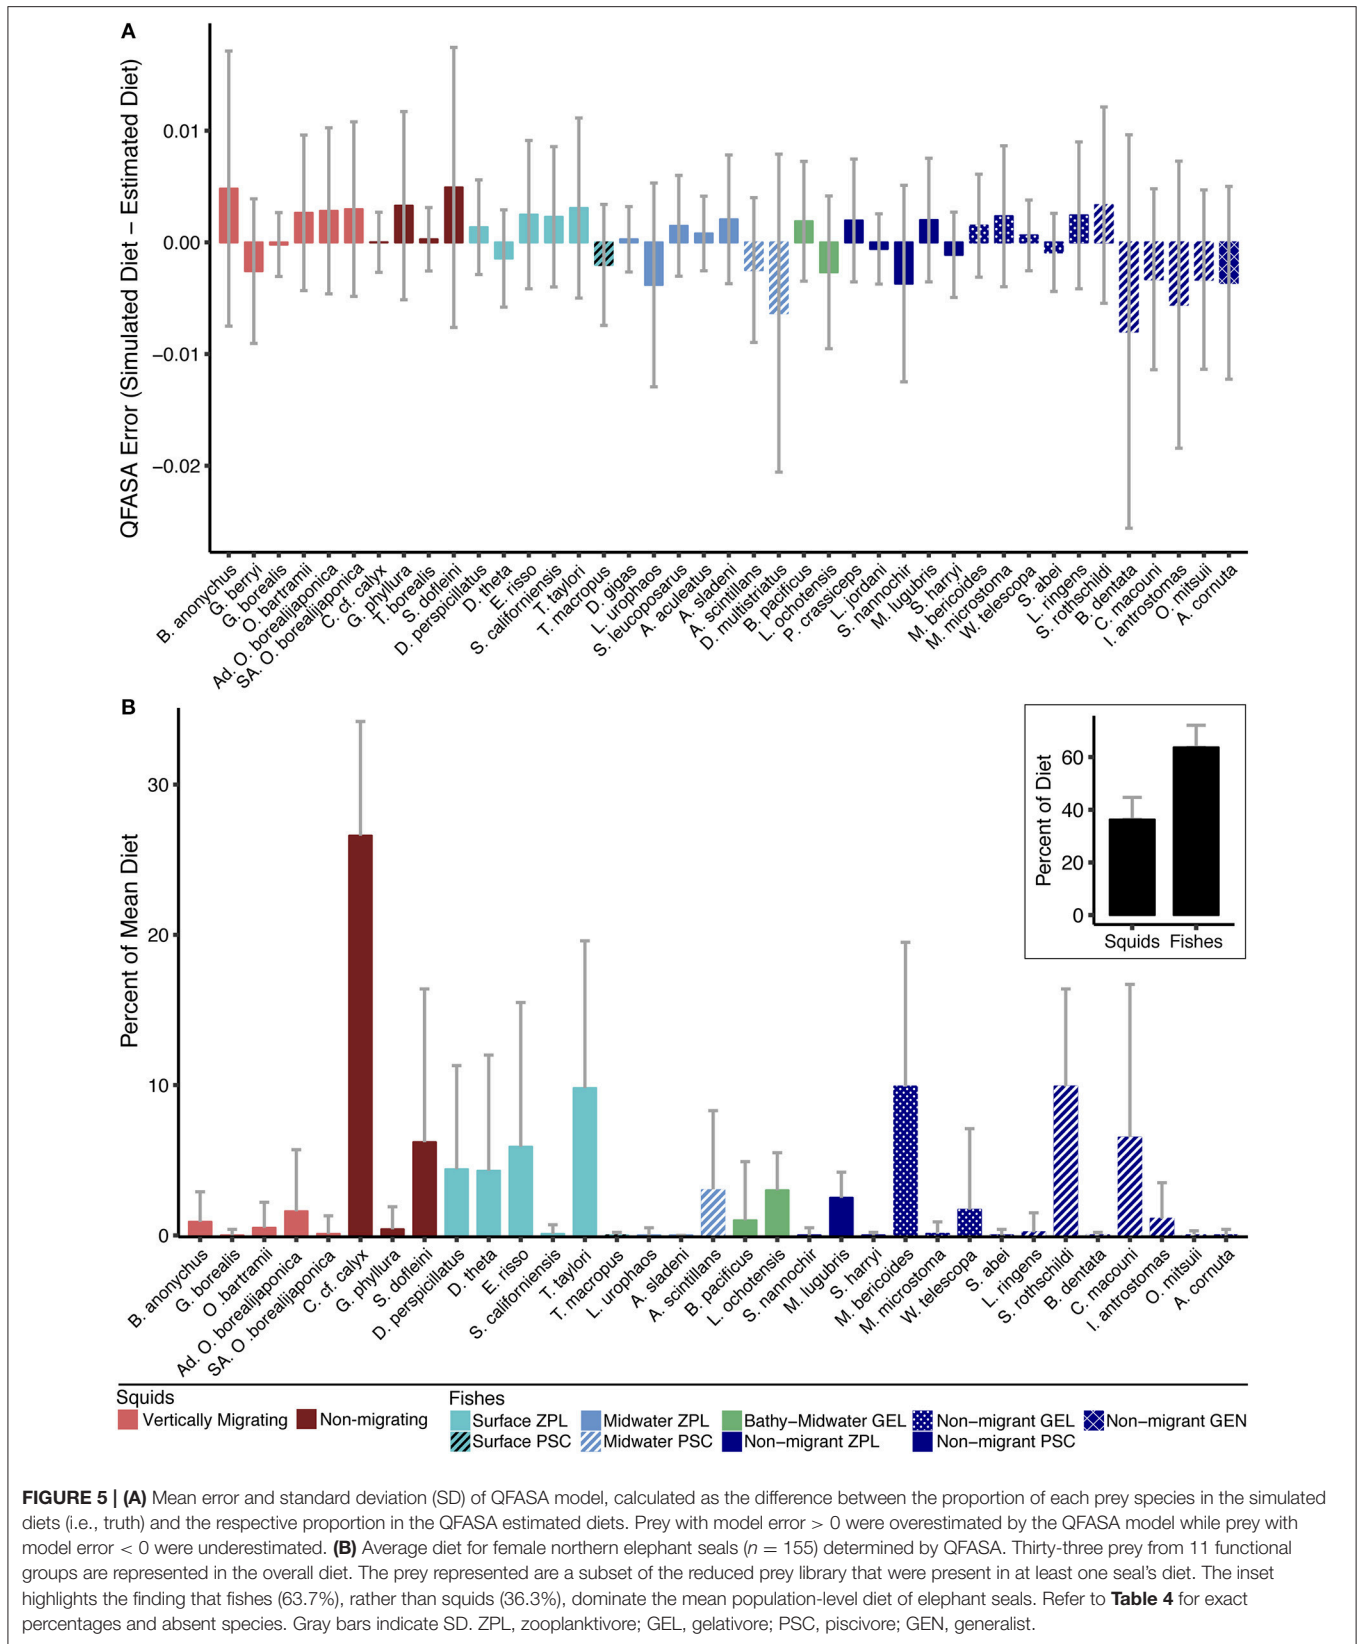 A
QFASA Error (Simulated Diet − Estimated Diet)
0.01
0.00
−0.01
−0.02
B. anonychus
G. berryi
G. borealis
O. bartramii
Ad. O. borealijaponica
SA. O. borealijaponica
C. cf. calyx
G. phyllura
T. borealis
S. dofleini
D. perspicillatus
D. theta
E. risso
S. californiensis
T. taylori
T. macropus
D. gigas
L. urophaos
S. leucoposarus
A. aculeatus
A. sladeni
A. scintillans
D. multistriatus
B. pacificus
L. ochotensis
P. crassiceps
L. jordani
S. nannochir
M. lugubris
S. harryi
M. bericoides
M. microstoma
W. telescopa
S. abei
L. ringens
S. rothschildi
B. dentata
C. macouni
I. antrostomas
O. mitsuii
A. cornuta
B
Percent of Mean Diet
30
20
10
0
Percent of Diet
60
40
20
0
Squids Fishes
B. anonychus
G. borealis
O. bartramii
Ad. O. borealijaponica
SA. O .borealijaponica
C. cf. calyx
G. phyllura
S. dofleini
D. perspicillatus
D. theta
E. risso
S. californiensis
T. taylori
T. macropus
L. urophaos
A. sladeni
A. scintillans
B. pacificus
L. ochotensis
S. nannochir
M. lugubris
S. harryi
M. bericoides
M. microstoma
W. telescopa
S. abei
L. ringens
S. rothschildi
B. dentata
C. macouni
I. antrostomas
O. mitsuii
A. cornuta
Squids Fishes
Vertically Migrating Non-migrating Surface ZPL Midwater ZPL Bathy−Midwater GEL Non−migrant GEL Non−migrant GEN
Surface PSC Midwater PSC Non−migrant ZPL Non−migrant PSC
FIGURE 5 | (A) Mean error and standard deviation (SD) of QFASA model, calculated as the difference between the proportion of each prey species in the simulated
diets (i.e., truth) and the respective proportion in the QFASA estimated diets. Prey with model error > 0 were overestimated by the QFASA model while prey with
model error < 0 were underestimated. (B) Average diet for female northern elephant seals (n = 155) determined by QFASA. Thirty-three prey from 11 functional
groups are represented in the overall diet. The prey represented are a subset of the reduced prey library that were present in at least one seal's diet. The inset
highlights the finding that fishes (63.7%), rather than squids (36.3%), dominate the mean population-level diet of elephant seals. Refer to Table 4 for exact
percentages and absent species. Gray bars indicate SD. ZPL, zooplanktivore; GEL, gelativore; PSC, piscivore; GEN, generalist.